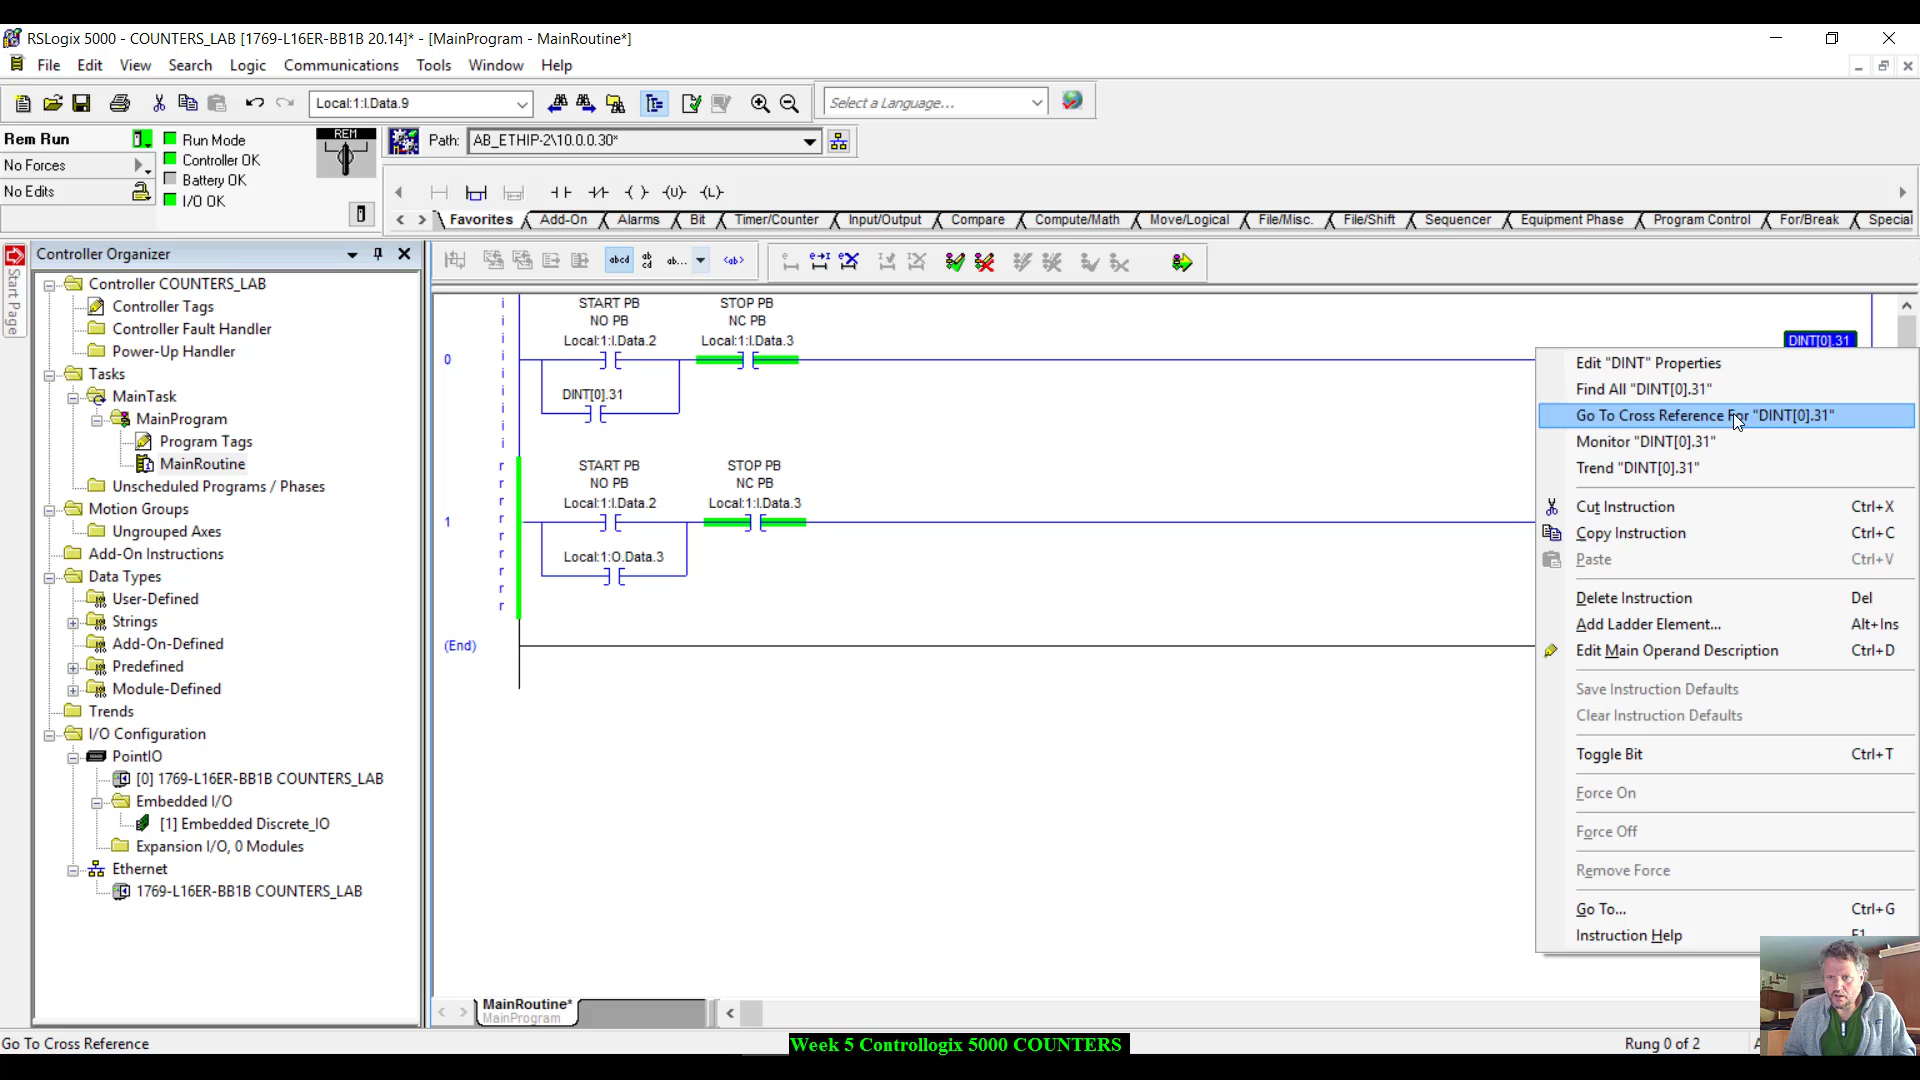 RSLogix 5000 - COUNTERS_LAB [1769-L16ER-BB1B 20.14]* - [MainProgram - MainRoutine*]
File Edit View Search Logic Communications Tools Window Help
Local:1:I.Data.9
Select a Language...
Rem Run
No Forces
No Edits
Run Mode
Controller OK
Battery OK
I/O OK
REM
Path: AB_ETHIP-2\10.0.0.30*
Favorites Add-On Alarms Bit Timer/Counter Input/Output Compare Compute/Math Move/Logical File/Misc. File/Shift Sequencer Equipment Phase Program Control For/Break Special
Start Page
Controller Organizer
Controller COUNTERS_LAB
Controller Tags
Controller Fault Handler
Power-Up Handler
Tasks
MainTask
MainProgram
Program Tags
MainRoutine
Unscheduled Programs / Phases
Motion Groups
Ungrouped Axes
Add-On Instructions
Data Types
User-Defined
Strings
Add-On-Defined
Predefined
Module-Defined
Trends
I/O Configuration
PointIO
[0] 1769-L16ER-BB1B COUNTERS_LAB
Embedded I/O
[1] Embedded Discrete_IO
Expansion I/O, 0 Modules
Ethernet
1769-L16ER-BB1B COUNTERS_LAB
START PB STOP PB
NO PB NC PB
Local:1:I.Data.2 Local:1:I.Data.3
DINT[0].31
0
DINT[0].31
START PB STOP PB
NO PB NC PB
Local:1:I.Data.2 Local:1:I.Data.3
1
Local:1:O.Data.3
(End)
Edit "DINT" Properties
Find All "DINT[0].31"
Go To Cross Reference For "DINT[0].31"
Monitor "DINT[0].31"
Trend "DINT[0].31"
Cut Instruction Ctrl+X
Copy Instruction Ctrl+C
Paste Ctrl+V
Delete Instruction Del
Add Ladder Element... Alt+Ins
Edit Main Operand Description Ctrl+D
Save Instruction Defaults
Clear Instruction Defaults
Toggle Bit Ctrl+T
Force On
Force Off
Remove Force
Go To... Ctrl+G
Instruction Help F1
MainRoutine*
MainProgram
Go To Cross Reference
Week 5 Controllogix 5000 COUNTERS
Rung 0 of 2